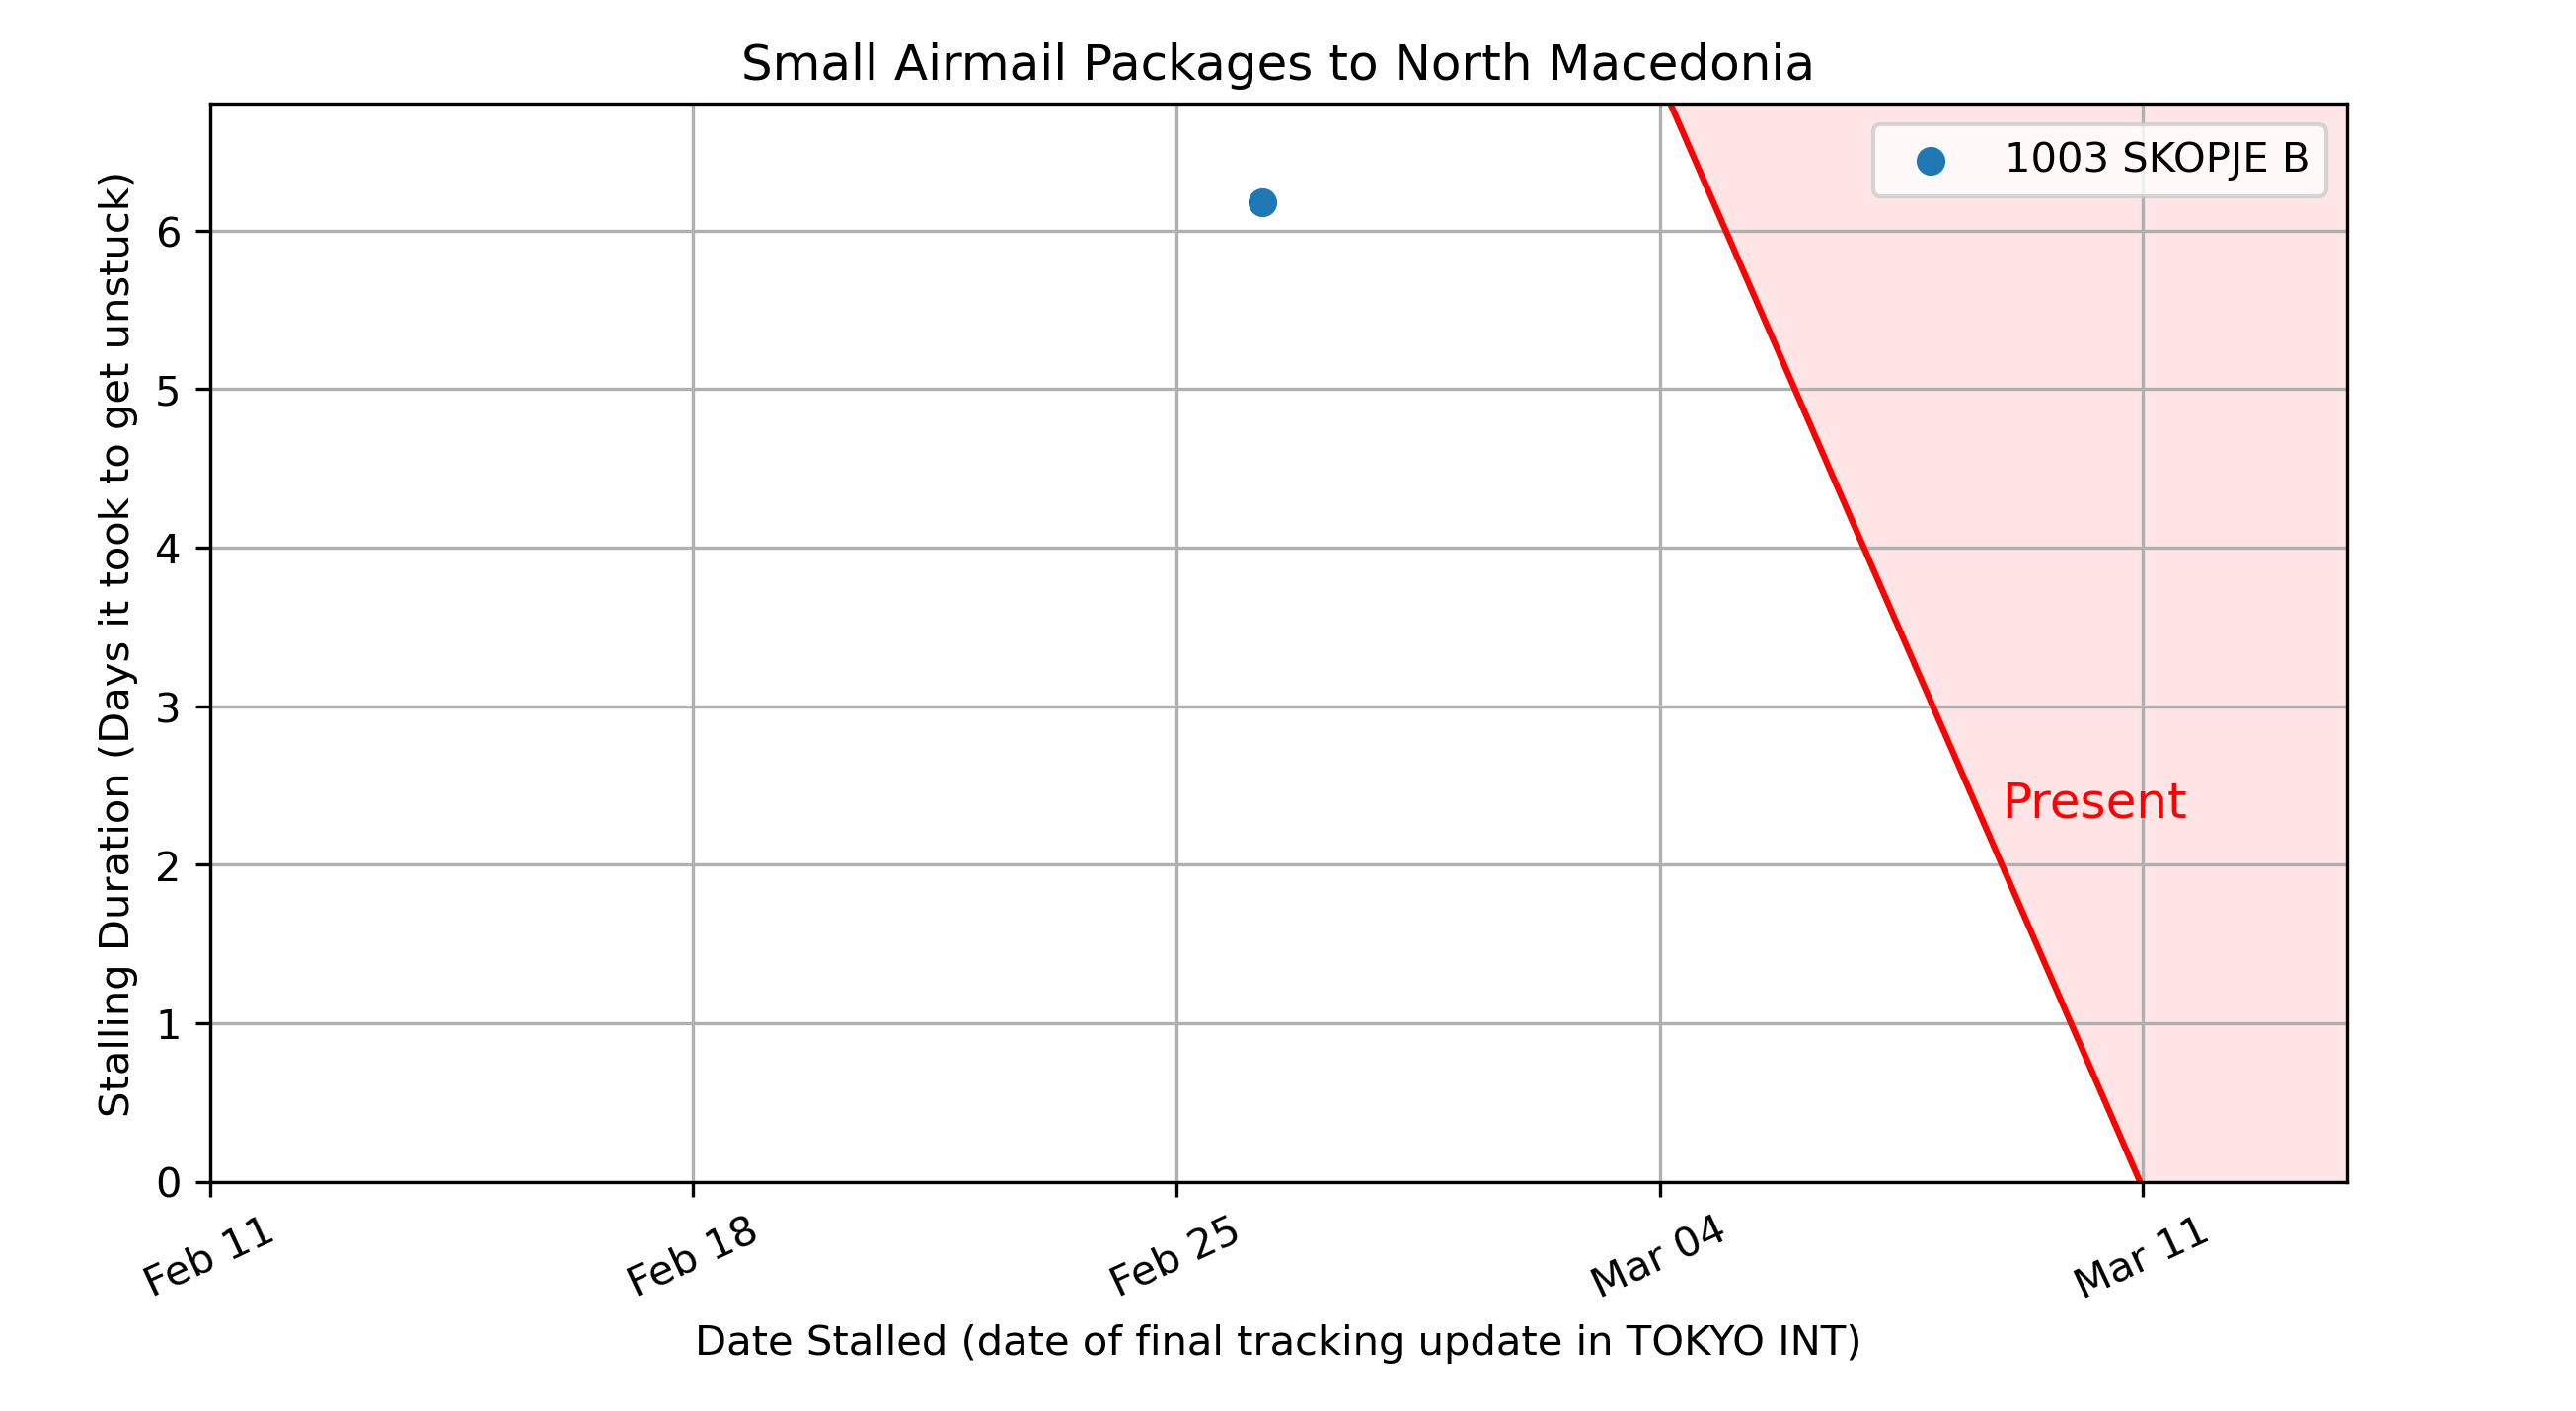 Small Airmail Packages to North Macedonia
1003 SKOPJE B
Stalling Duration (Days it took to get unstuck)
6
5
4
3
2
1
0
Present
Feb 11
Feb 18
Feb 25
Mar 04
Mar 11
Date Stalled (date of final tracking update in TOKYO INT)